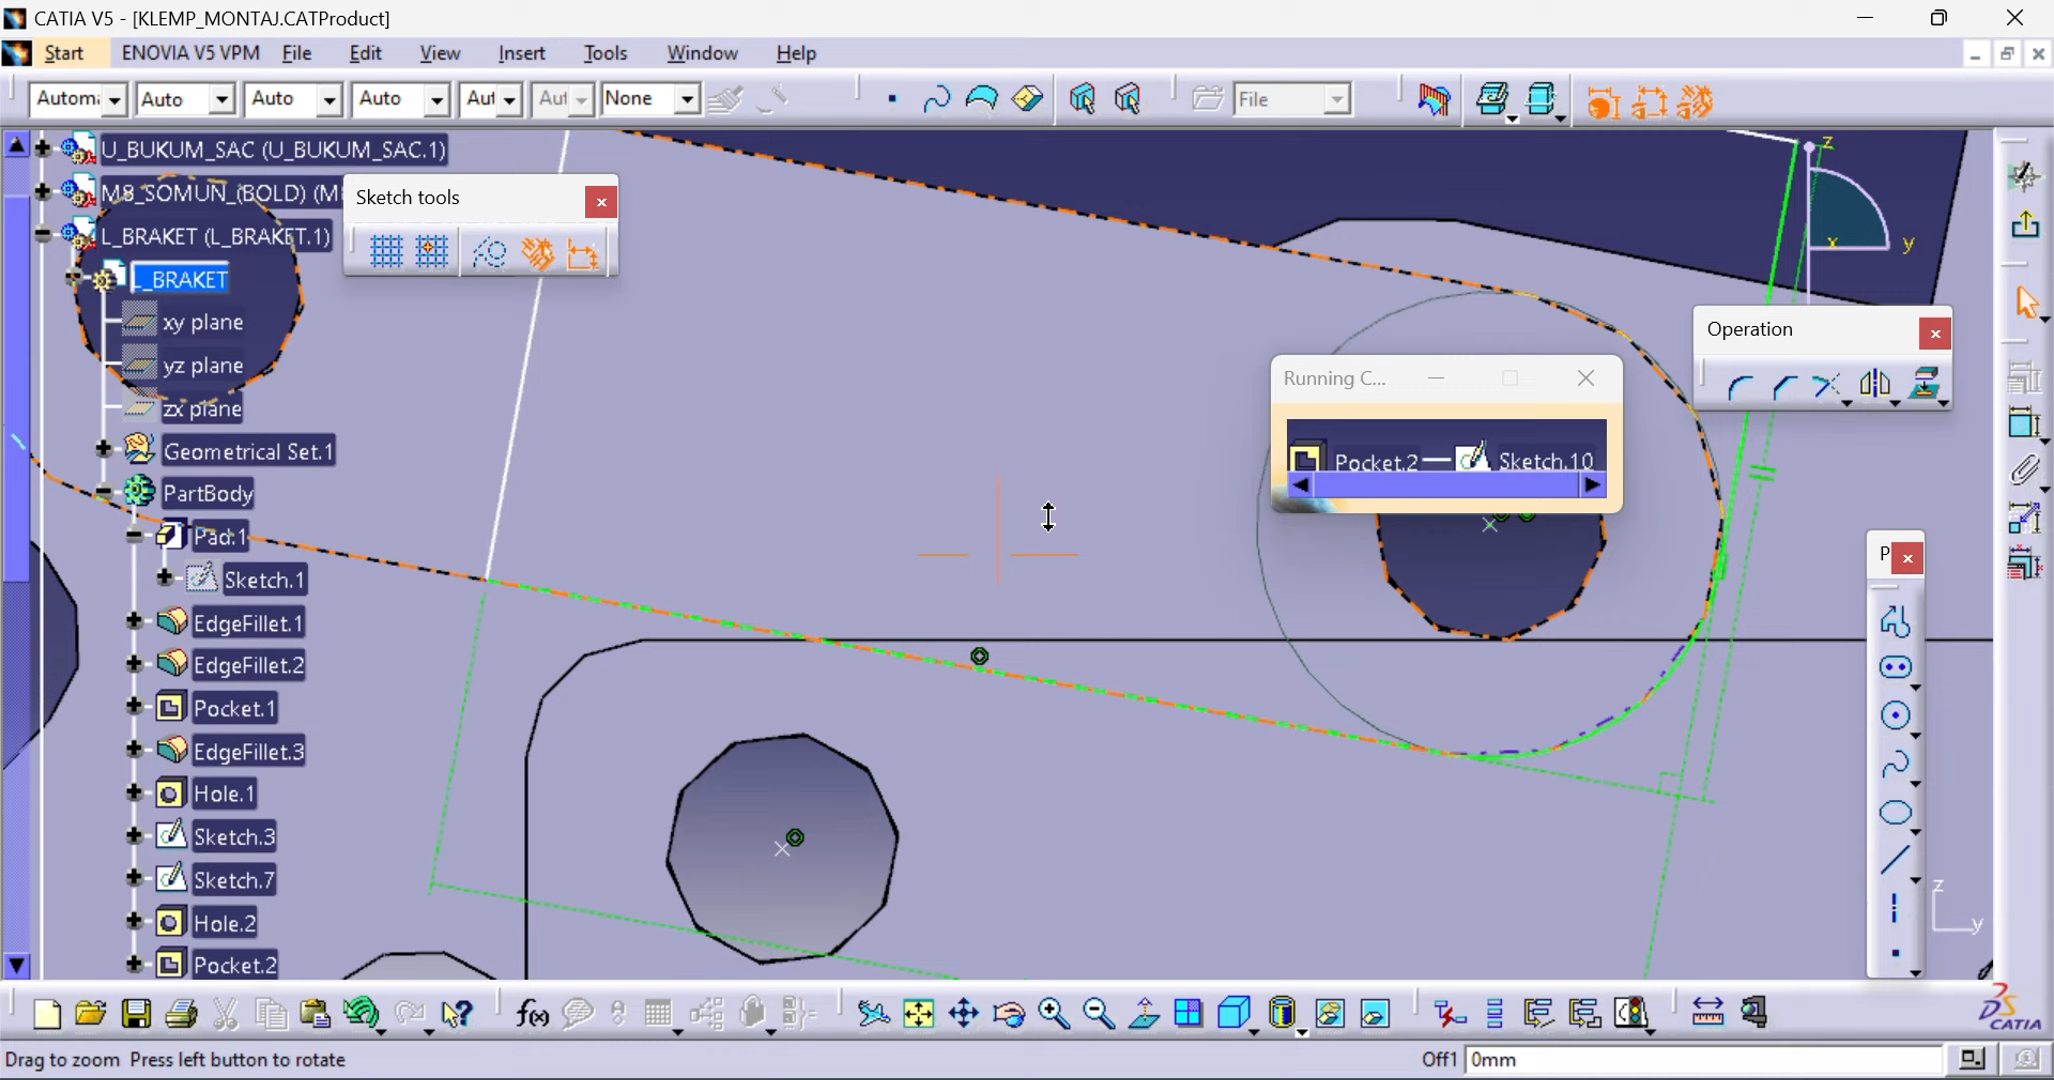 CATIA V5 - [KLEMP_MONTAJ.CATProduct]
Start ENOVIA V5 VPM File Edit View Insert Tools Window Help
Auto Auto Auto None File
U_BUKUM_SAC (U_BUKUM_SAC.1)
M8_SOMUN_(BOLD)
L_BRAKET (L_BRAKET.1)
L_BRAKET
xy plane
yz plane
zx plane
Geometrical Set.1
PartBody
Pad.1
Sketch.1
EdgeFillet.1
EdgeFillet.2
Pocket.1
EdgeFillet.3
Hole.1
Sketch.3
Sketch.7
Hole.2
Pocket.2
Sketch tools
z
x
y
Operation
Running C...
Pocket.2 Sketch.10
P
z
y
f(x)
CATIA
Drag to zoom Press left button to rotate
Off1 0mm